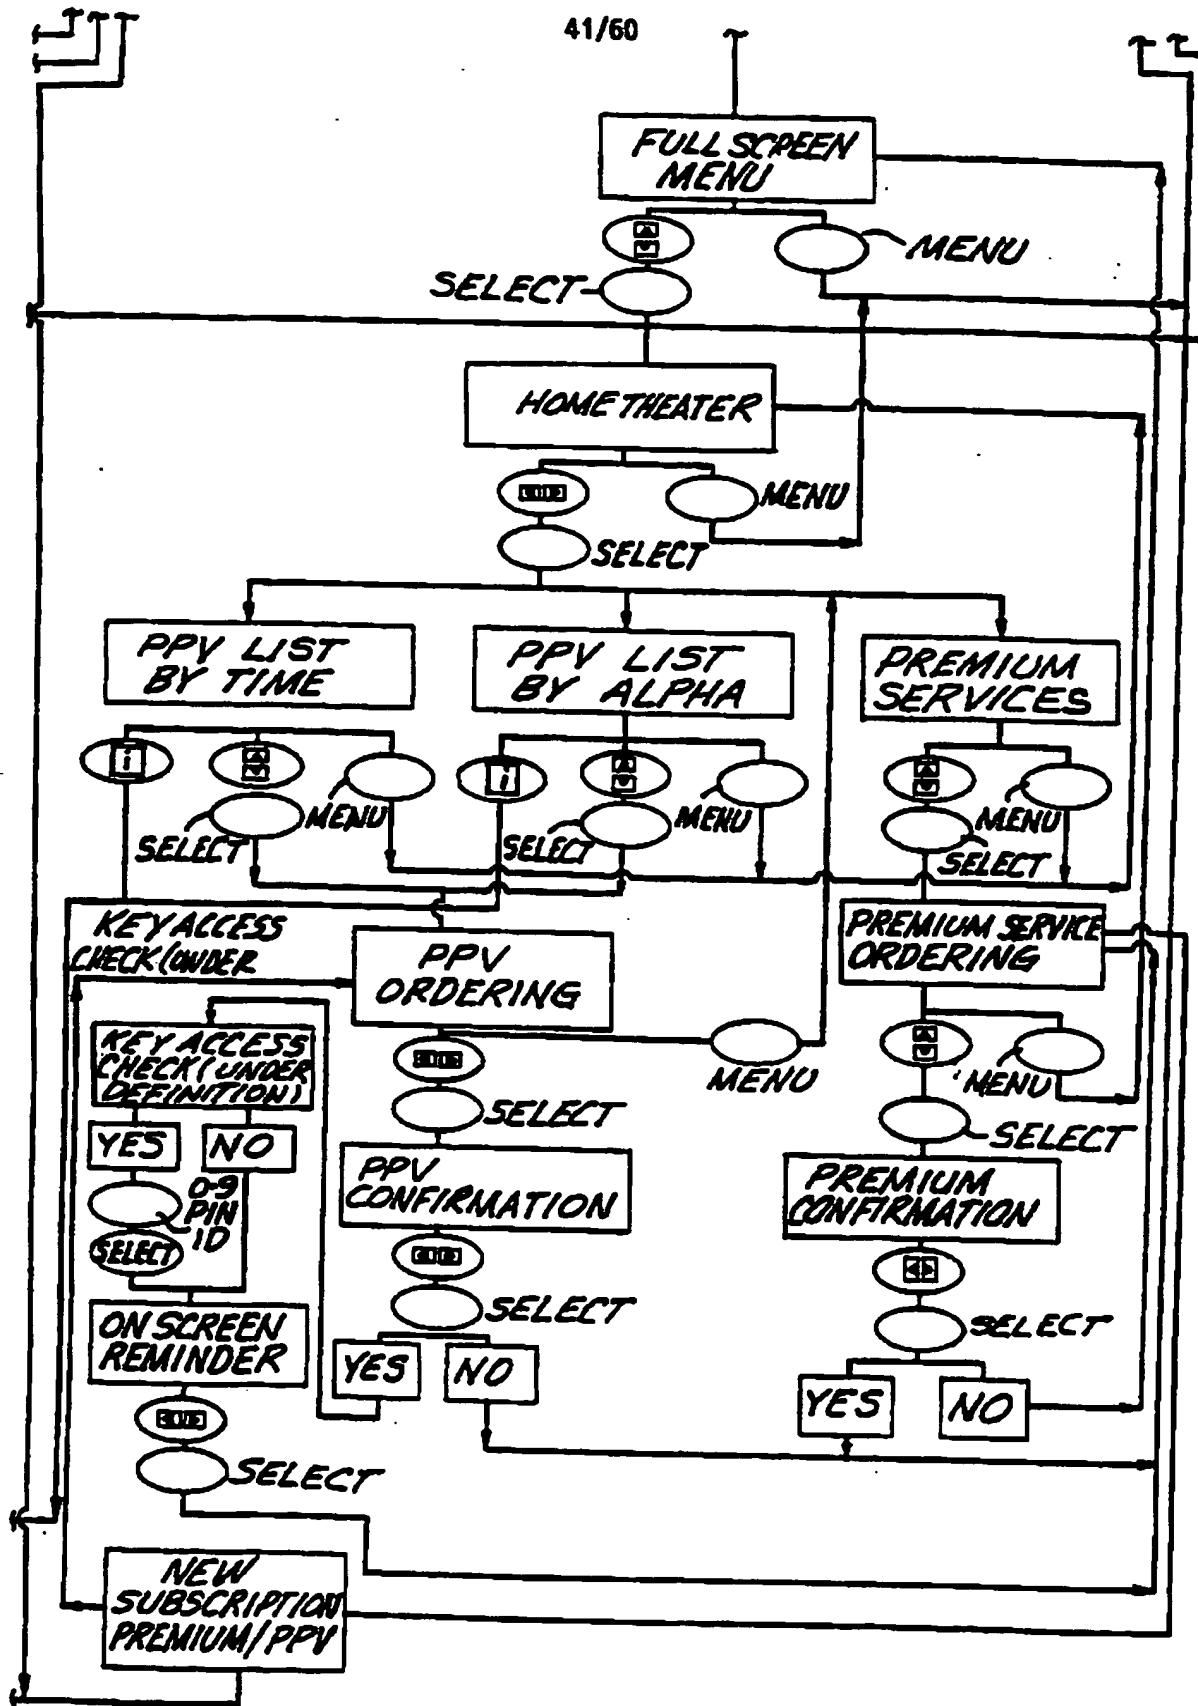 41/60
FULL SCREEN
MENU
MENU
SELECT
HOME THEATER
MENU
SELECT
PPV LIST
BY TIME
PPV LIST
BY ALPHA
PREMIUM
SERVICES
i
i
MENU
SELECT
MENU
SELECT
MENU
SELECT
KEY ACCESS
CHECK (UNDER
PPV
ORDERING
PREMIUM SERVICE
ORDERING
KEY ACCESS
CHECK (UNDER
DEFINITION)
MENU
MENU
SELECT
SELECT
YES
NO
0-9
PIN
ID
SELECT
PPV
CONFIRMATION
PREMIUM
CONFIRMATION
SELECT
SELECT
ON SCREEN
REMINDER
YES
NO
YES
NO
SELECT
NEW
SUBSCRIPTION
PREMIUM/PPV